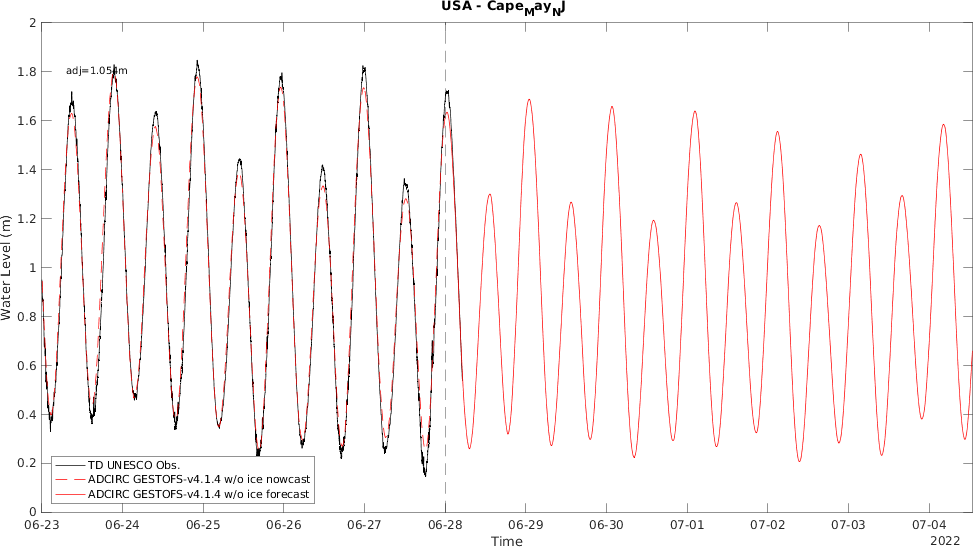 USA - CapeMayNJ
adj=1.054m
2
1.8
1.6
1.4
1.2
1
0.8
0.6
0.4
0.2
0
Water Level (m)
TD UNESCO Obs.
ADCIRC GESTOFS-v4.1.4 w/o ice nowcast
ADCIRC GESTOFS-v4.1.4 w/o ice forecast
06-23 06-24 06-25 06-26 06-27 06-28 06-29 06-30 07-01 07-02 07-03 07-04
Time
2022